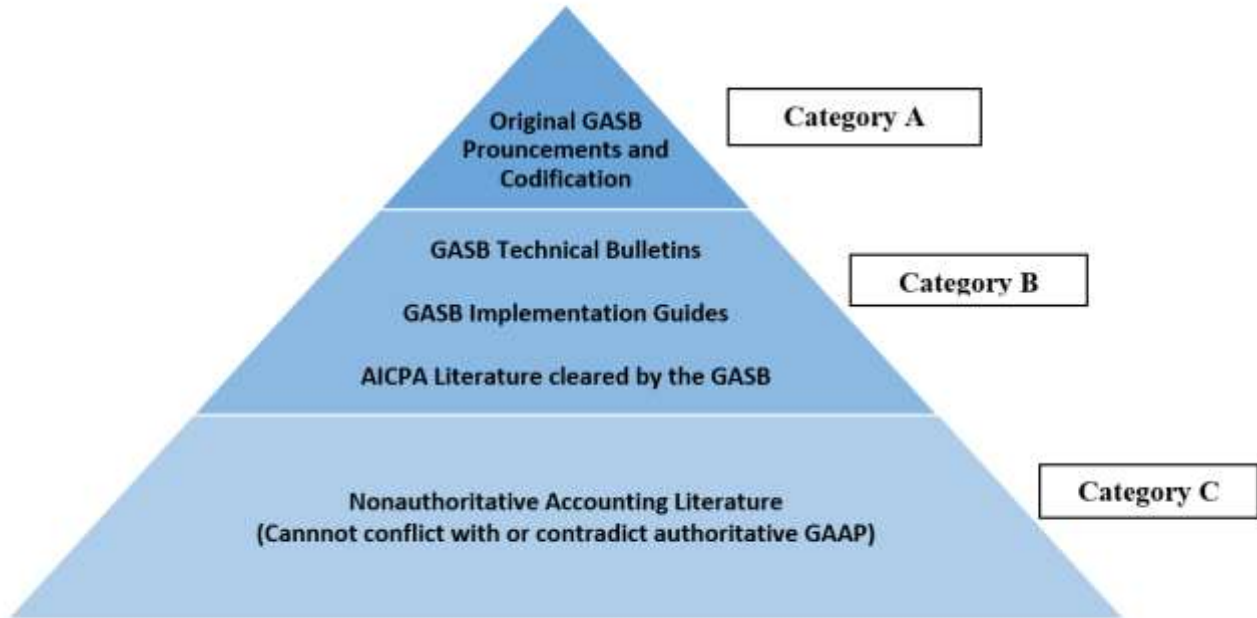 Original GASB
Prouncements and
Codification
Category A
GASB Technical Bulletins
Category B
GASB Implementation Guides
AICPA Literature cleared by the GASB
Nonauthoritative Accounting Literature
Category C
(Cannnot conflict with or contradict authoritative GAAP)